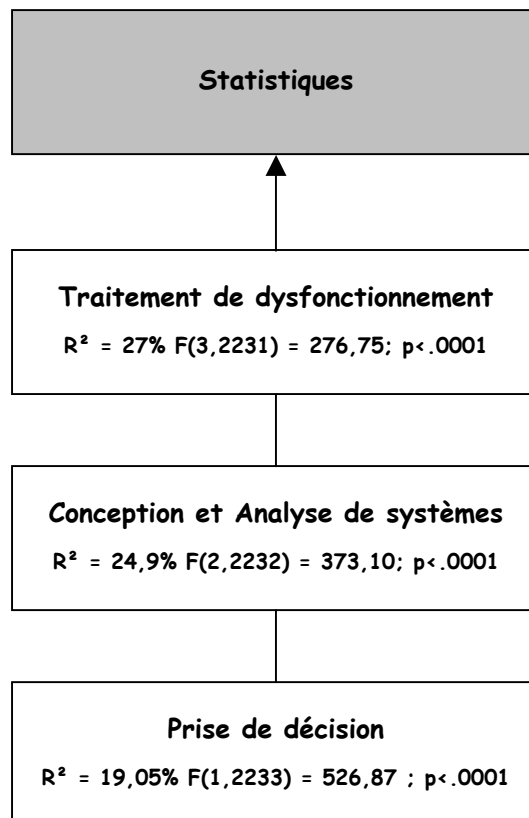 Statistiques
Traitement de dysfonctionnement
R² = 27% F(3,2231) = 276,75; p<.0001
Conception et Analyse de systèmes
R² = 24,9% F(2,2232) = 373,10; p<.0001
Prise de décision
R² = 19,05% F(1,2233) = 526,87 ; p<.0001